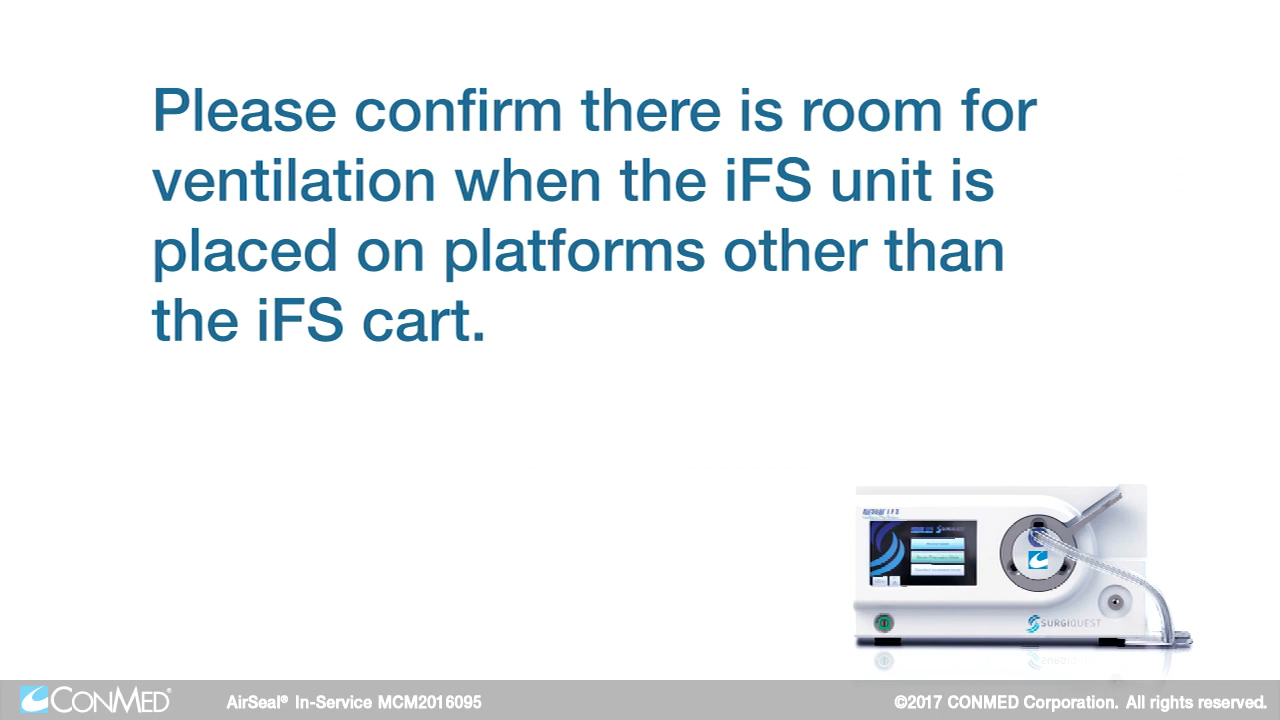 Please confirm there is room for
ventilation when the iFS unit is
placed on platforms other than
the iFS cart.
SURGIQUEST
CONMED®
AirSeal® In-Service MCM2016095
©2017 CONMED Corporation. All rights reserved.